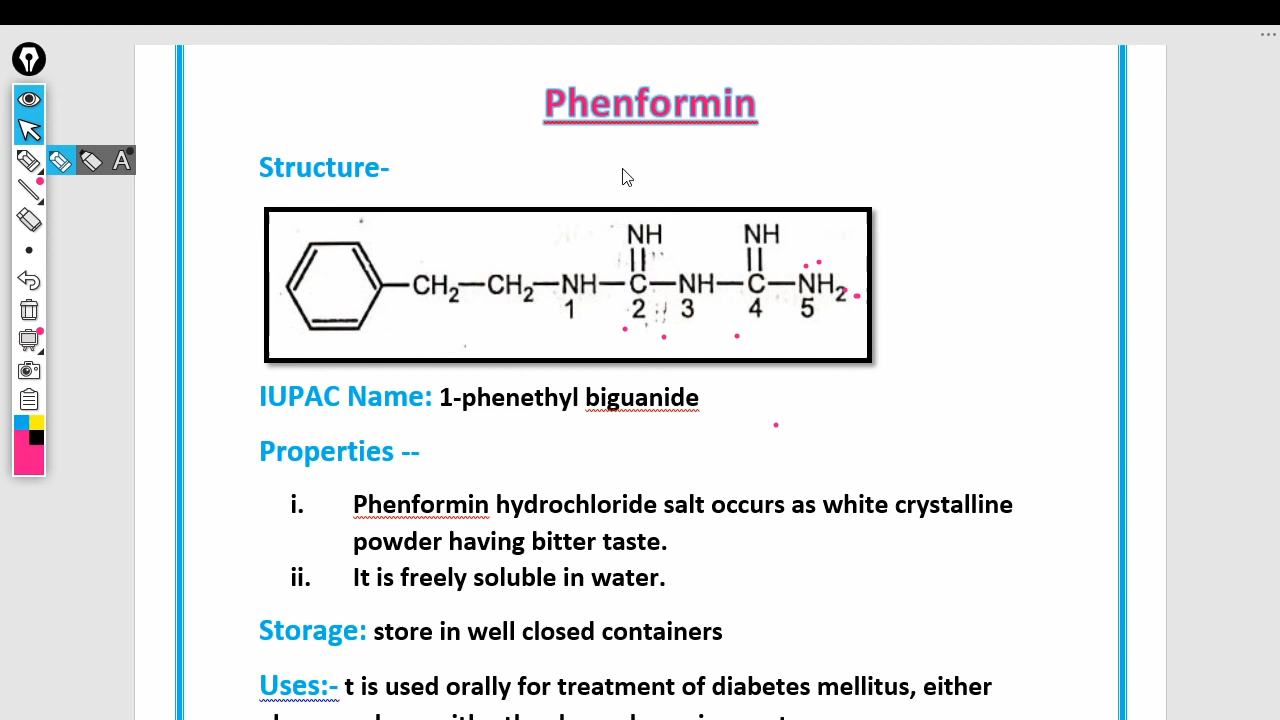 Phenformin
Structure-
NH NH
CH2—CH2—NH—C—NH—C—NH2
1 2 3 4 5
IUPAC Name: 1-phenethyl biguanide
Properties --
i. Phenformin hydrochloride salt occurs as white crystalline
powder having bitter taste.
ii. It is freely soluble in water.
Storage: store in well closed containers
Uses:- t is used orally for treatment of diabetes mellitus, either